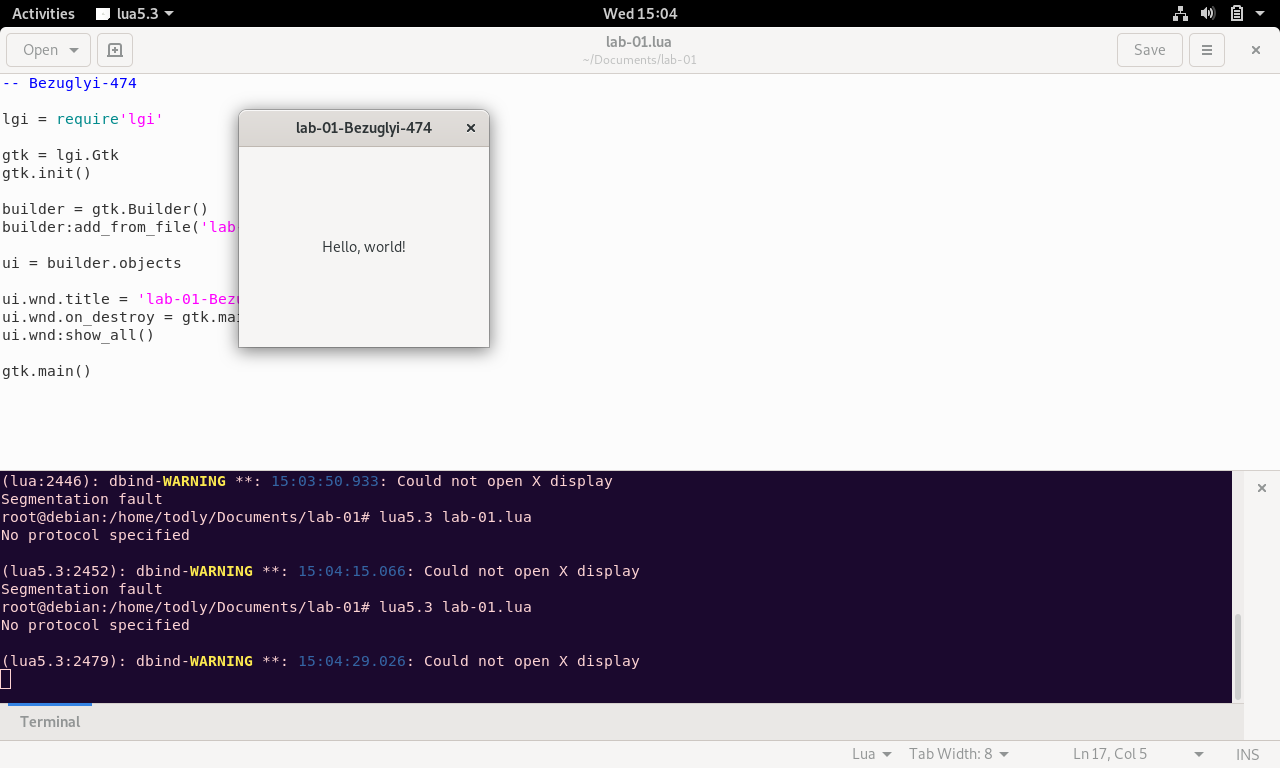 Activities lua5.3 Wed 15:04
Open lab-01.lua Save
~/Documents/lab-01
-- Bezuglyi-474
lgi = require'lgi'
gtk = lgi.Gtk
gtk.init()
builder = gtk.Builder()
builder:add_from_file('lab-
ui = builder.objects
ui.wnd.title = 'lab-01-Bezu
ui.wnd.on_destroy = gtk.mai
ui.wnd:show_all()
gtk.main()
lab-01-Bezuglyi-474
Hello, world!
(lua:2446): dbind-WARNING **: 15:03:50.933: Could not open X display
Segmentation fault
root@debian:/home/todly/Documents/lab-01# lua5.3 lab-01.lua
No protocol specified
(lua5.3:2452): dbind-WARNING **: 15:04:15.066: Could not open X display
Segmentation fault
root@debian:/home/todly/Documents/lab-01# lua5.3 lab-01.lua
No protocol specified
(lua5.3:2479): dbind-WARNING **: 15:04:29.026: Could not open X display
Terminal
Lua Tab Width: 8 Ln 17, Col 5 INS